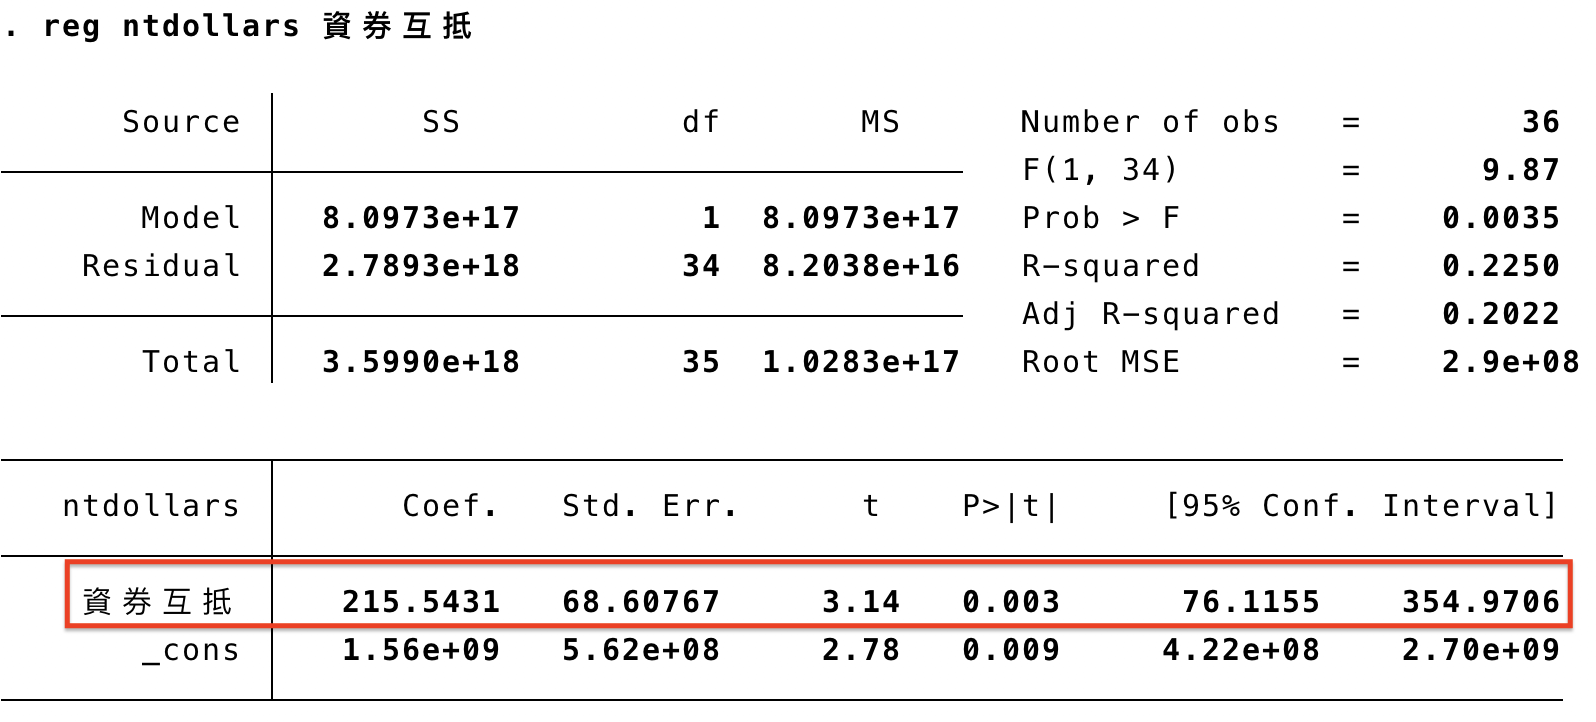 . reg ntdollars 資券互抵
Source SS df MS Number of obs = 36
F(1, 34) = 9.87
Model 8.0973e+17 1 8.0973e+17 Prob > F = 0.0035
Residual 2.7893e+18 34 8.2038e+16 R-squared = 0.2250
Adj R-squared = 0.2022
Total 3.5990e+18 35 1.0283e+17 Root MSE = 2.9e+08
ntdollars Coef. Std. Err. t P>|t| [95% Conf. Interval]
資券互抵 215.5431 68.60767 3.14 0.003 76.1155 354.9706
_cons 1.56e+09 5.62e+08 2.78 0.009 4.22e+08 2.70e+09